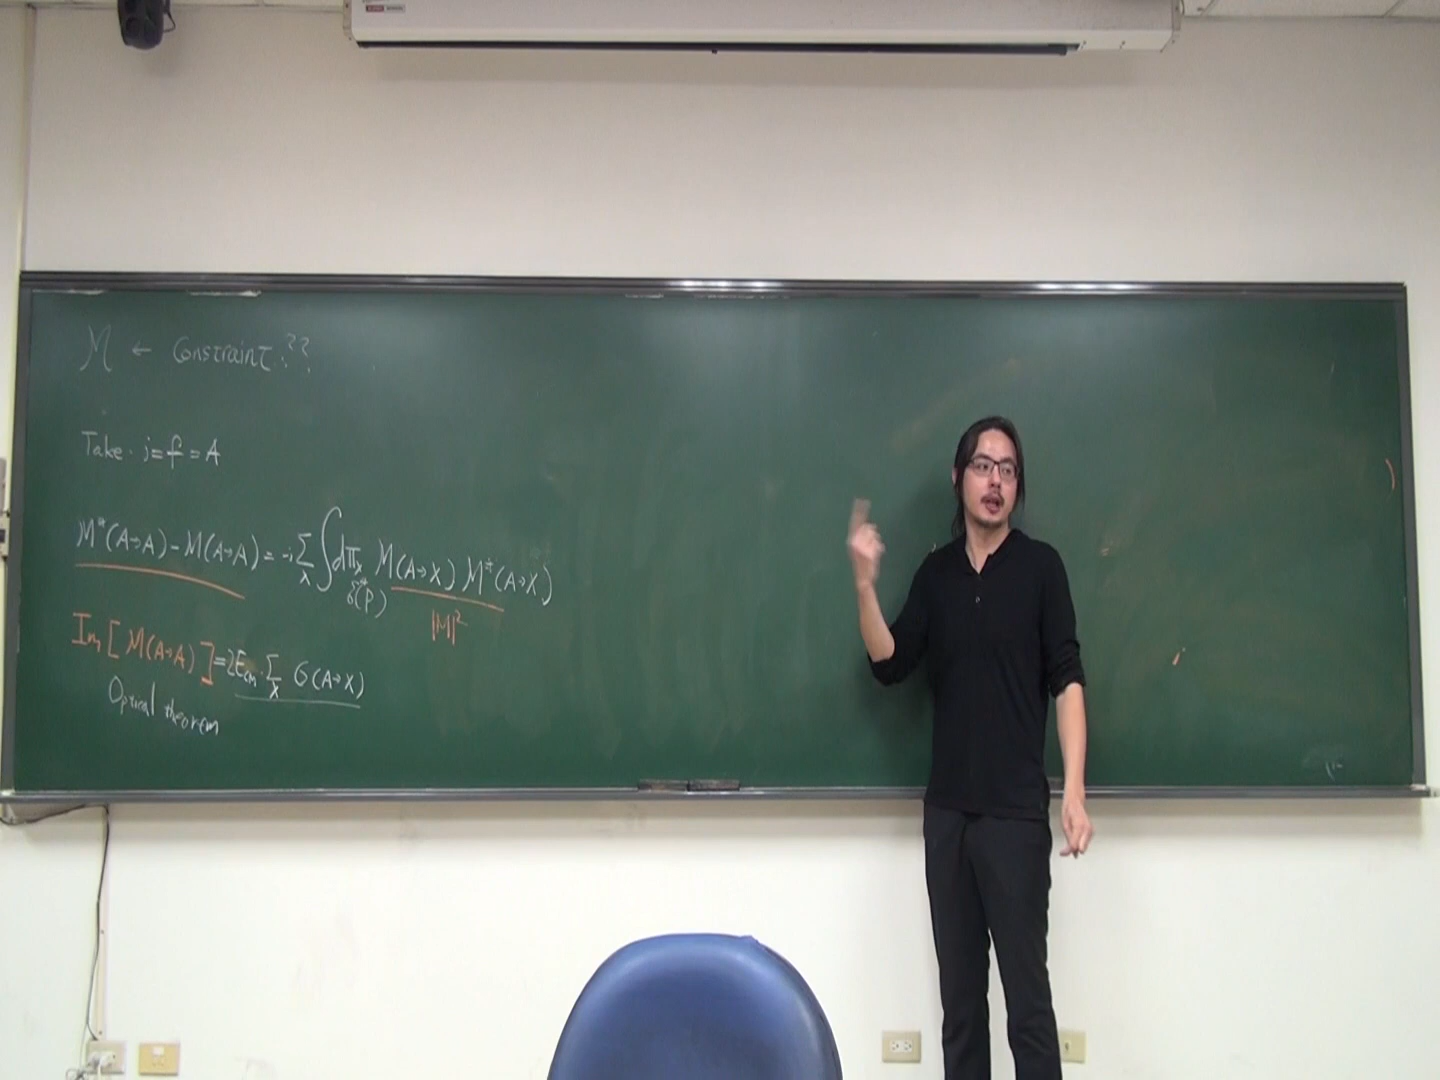 M ← Constraint.??
Take. i=f=A
M*(A→A)-M(A→A)=-i∑_X ∫dΠ_X M(A→X) M*(A→X)
δ⁴(P)
|M|²
Im[M(A→A)]=2E_cm·∑_X σ(A→X)
Optical theorem